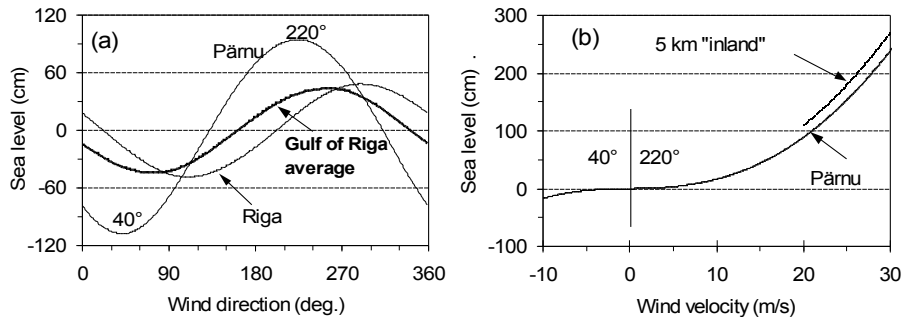 (a)
Sea level (cm)
120
60
0
-60
-120
220°
Pärnu
Gulf of Riga
average
40°
Riga
0
90
180
270
360
Wind direction (deg.)
(b)
Sea level (cm) .
300
200
100
0
-100
5 km "inland"
40°
220°
Pärnu
-10
0
10
20
30
Wind velocity (m/s)